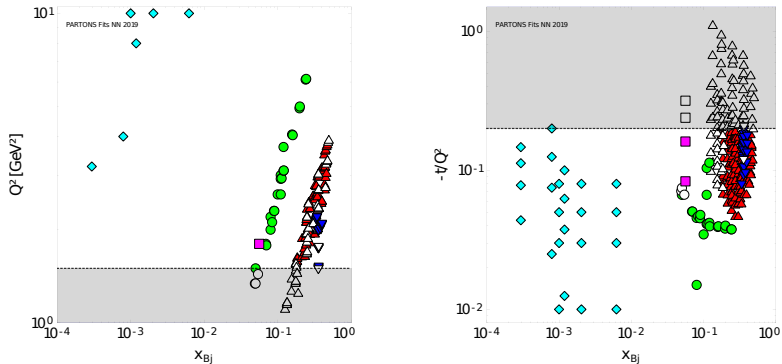 PARTONS Fits NN 2019
10¹
Q² [GeV²]
10⁰
10⁻⁴ 10⁻³ 10⁻² 10⁻¹ 10⁰
x_Bj
PARTONS Fits NN 2019
10⁰
-t/Q²
10⁻¹
10⁻²
10⁻⁴ 10⁻³ 10⁻² 10⁻¹ 10⁰
x_Bj